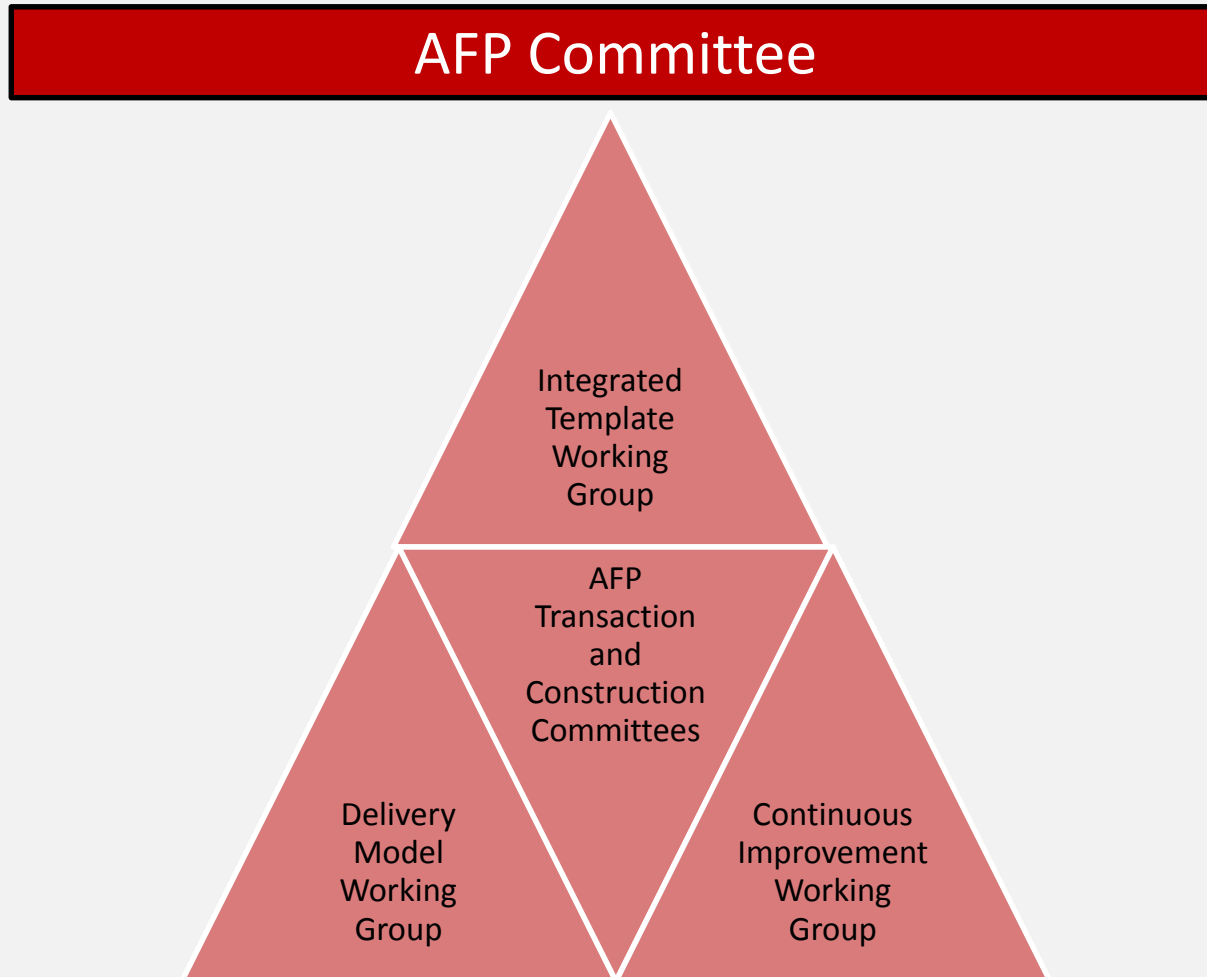 AFP Committee
Integrated
Template
Working
Group
AFP
Transaction
and
Construction
Committees
Delivery
Model
Working
Group
Continuous
Improvement
Working
Group